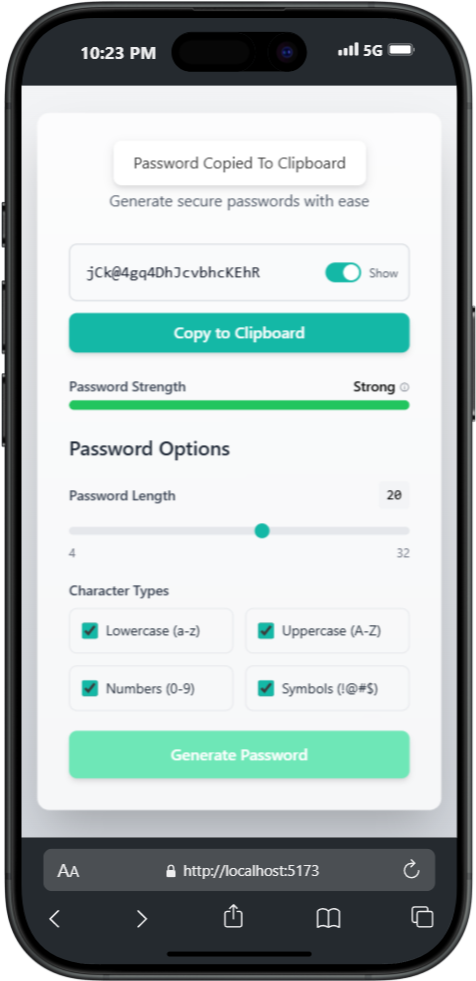 10:23 PM 5G
Password Copied To Clipboard
Generate secure passwords with ease
jCk@4gq4DhJcvbhcKEhR Show
Copy to Clipboard
Password Strength Strong
Password Options
Password Length 20
4 32
Character Types
Lowercase (a-z) Uppercase (A-Z)
Numbers (0-9) Symbols (!@#$)
Generate Password
AA http://localhost:5173